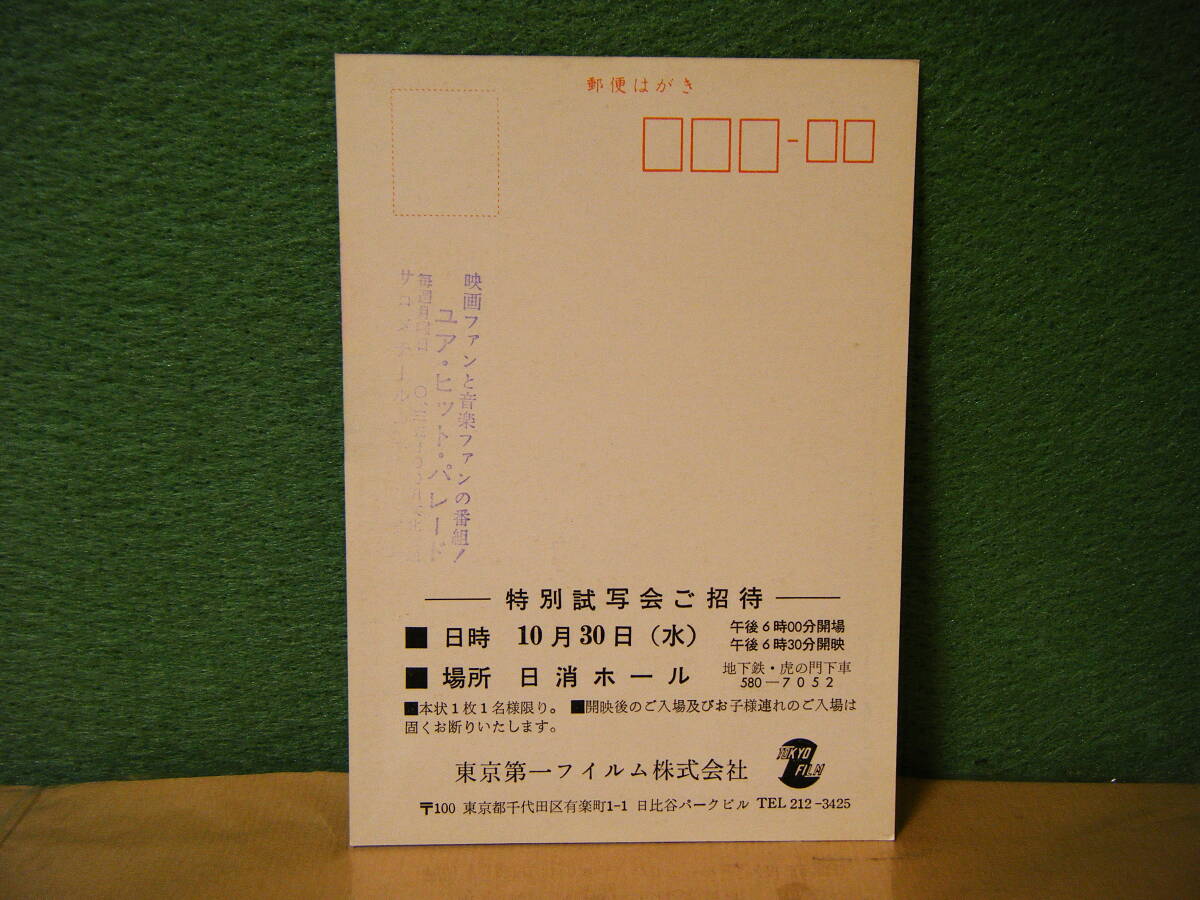 郵便はがき
映画ファンと音楽ファンの番組!
ユア・ヒット・パレード
毎週月曜日
特別試写会ご招待
■ 日時 10月30日(水) 午後6時00分開場
午後6時30分開映
■ 場所 日消ホール 地下鉄・虎の門下車
580-7052
■本状1枚1名様限り。 ■開映後のご入場及びお子様連れのご入場は
固くお断りいたします。
東京第一フイルム株式会社
TOKYO
FILM
〒100 東京都千代田区有楽町1-1 日比谷パークビル TEL 212-3425